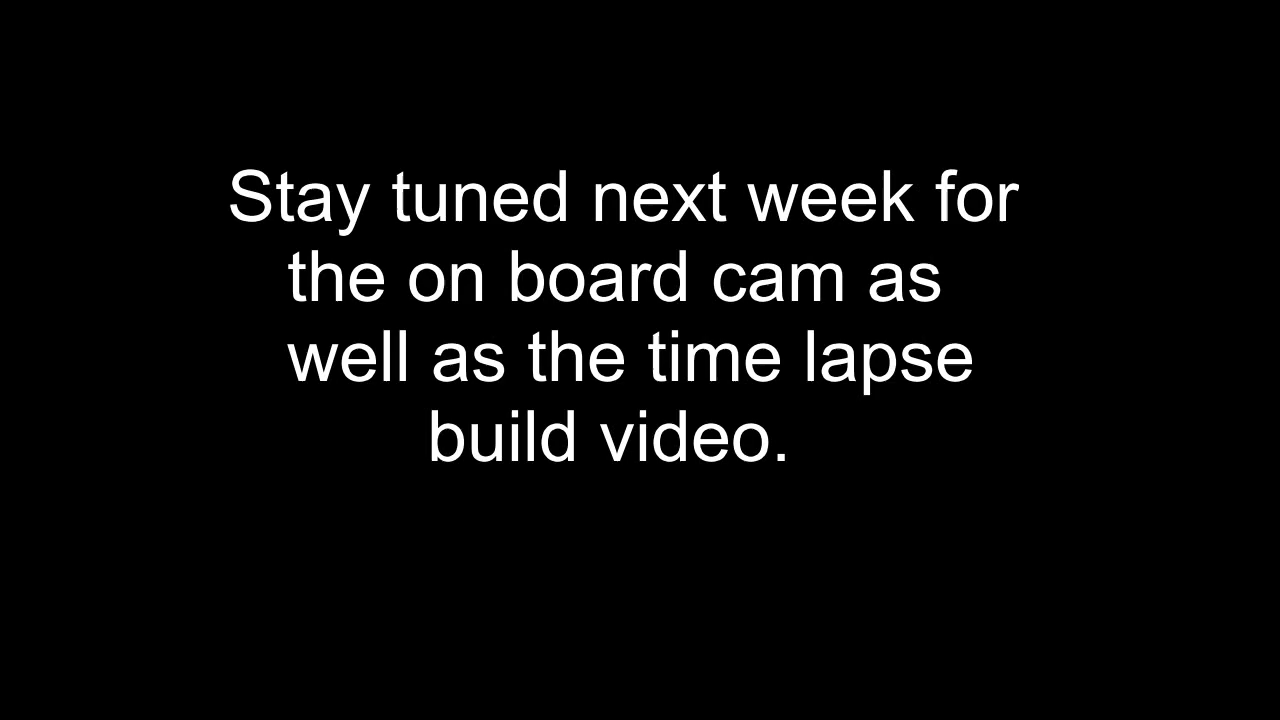 Stay tuned next week for
the on board cam as
well as the time lapse
build video.